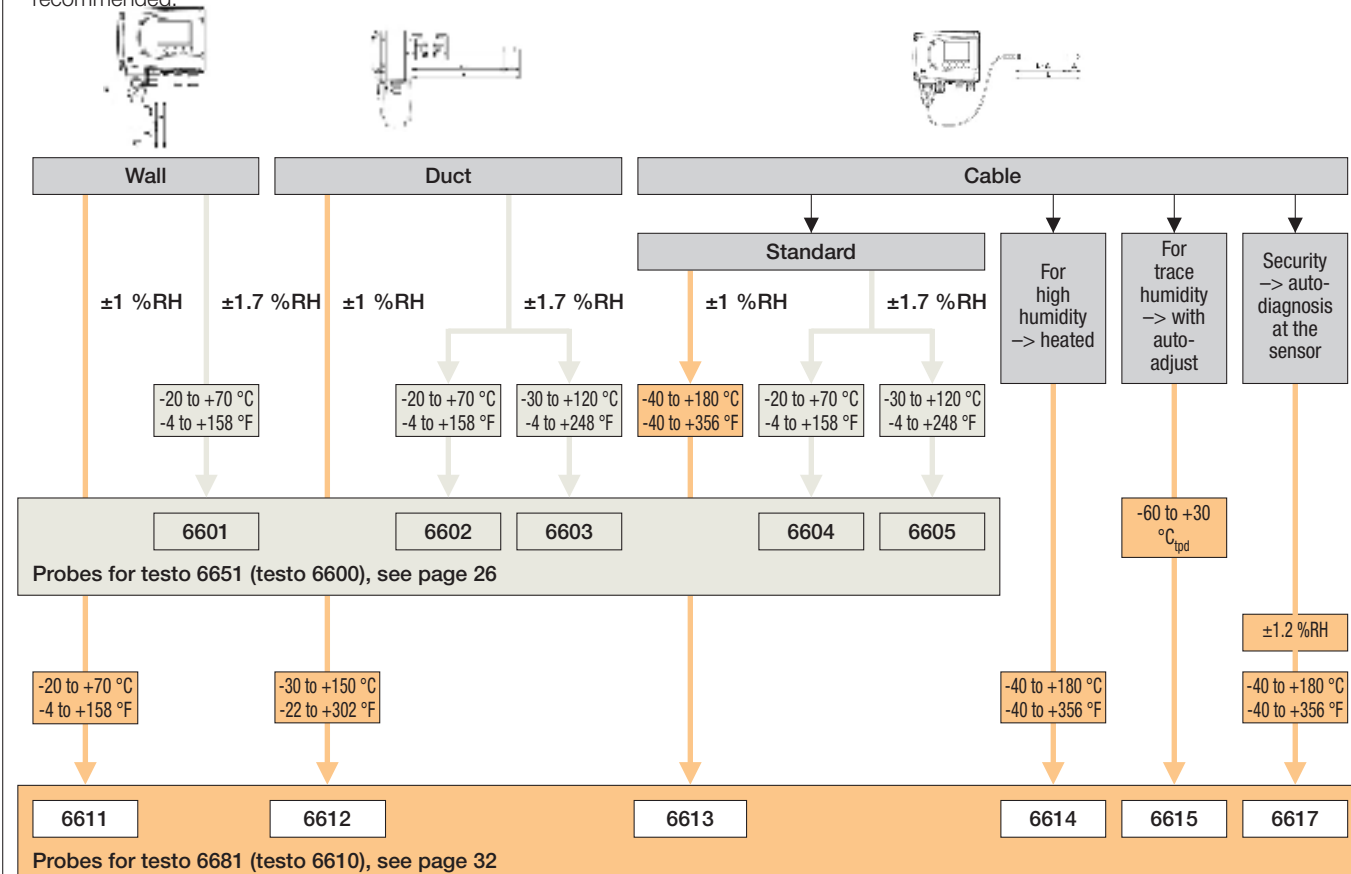 recommended.
Wall
Duct
Cable
Standard
For
high
humidity
–> heated
For
trace
humidity
–> with
auto-
adjust
Security
–> auto-
diagnosis
at the
sensor
±1 %RH
±1.7 %RH
±1 %RH
±1.7 %RH
±1 %RH
±1.7 %RH
-20 to +70 °C
-4 to +158 °F
-20 to +70 °C
-4 to +158 °F
-30 to +120 °C
-4 to +248 °F
-40 to +180 °C
-40 to +356 °F
-20 to +70 °C
-4 to +158 °F
-30 to +120 °C
-4 to +248 °F
6601
6602
6603
6604
6605
-60 to +30
°Ctpd
Probes for testo 6651 (testo 6600), see page 26
±1.2 %RH
-20 to +70 °C
-4 to +158 °F
-30 to +150 °C
-22 to +302 °F
-40 to +180 °C
-40 to +356 °F
-40 to +180 °C
-40 to +356 °F
6611
6612
6613
6614
6615
6617
Probes for testo 6681 (testo 6610), see page 32